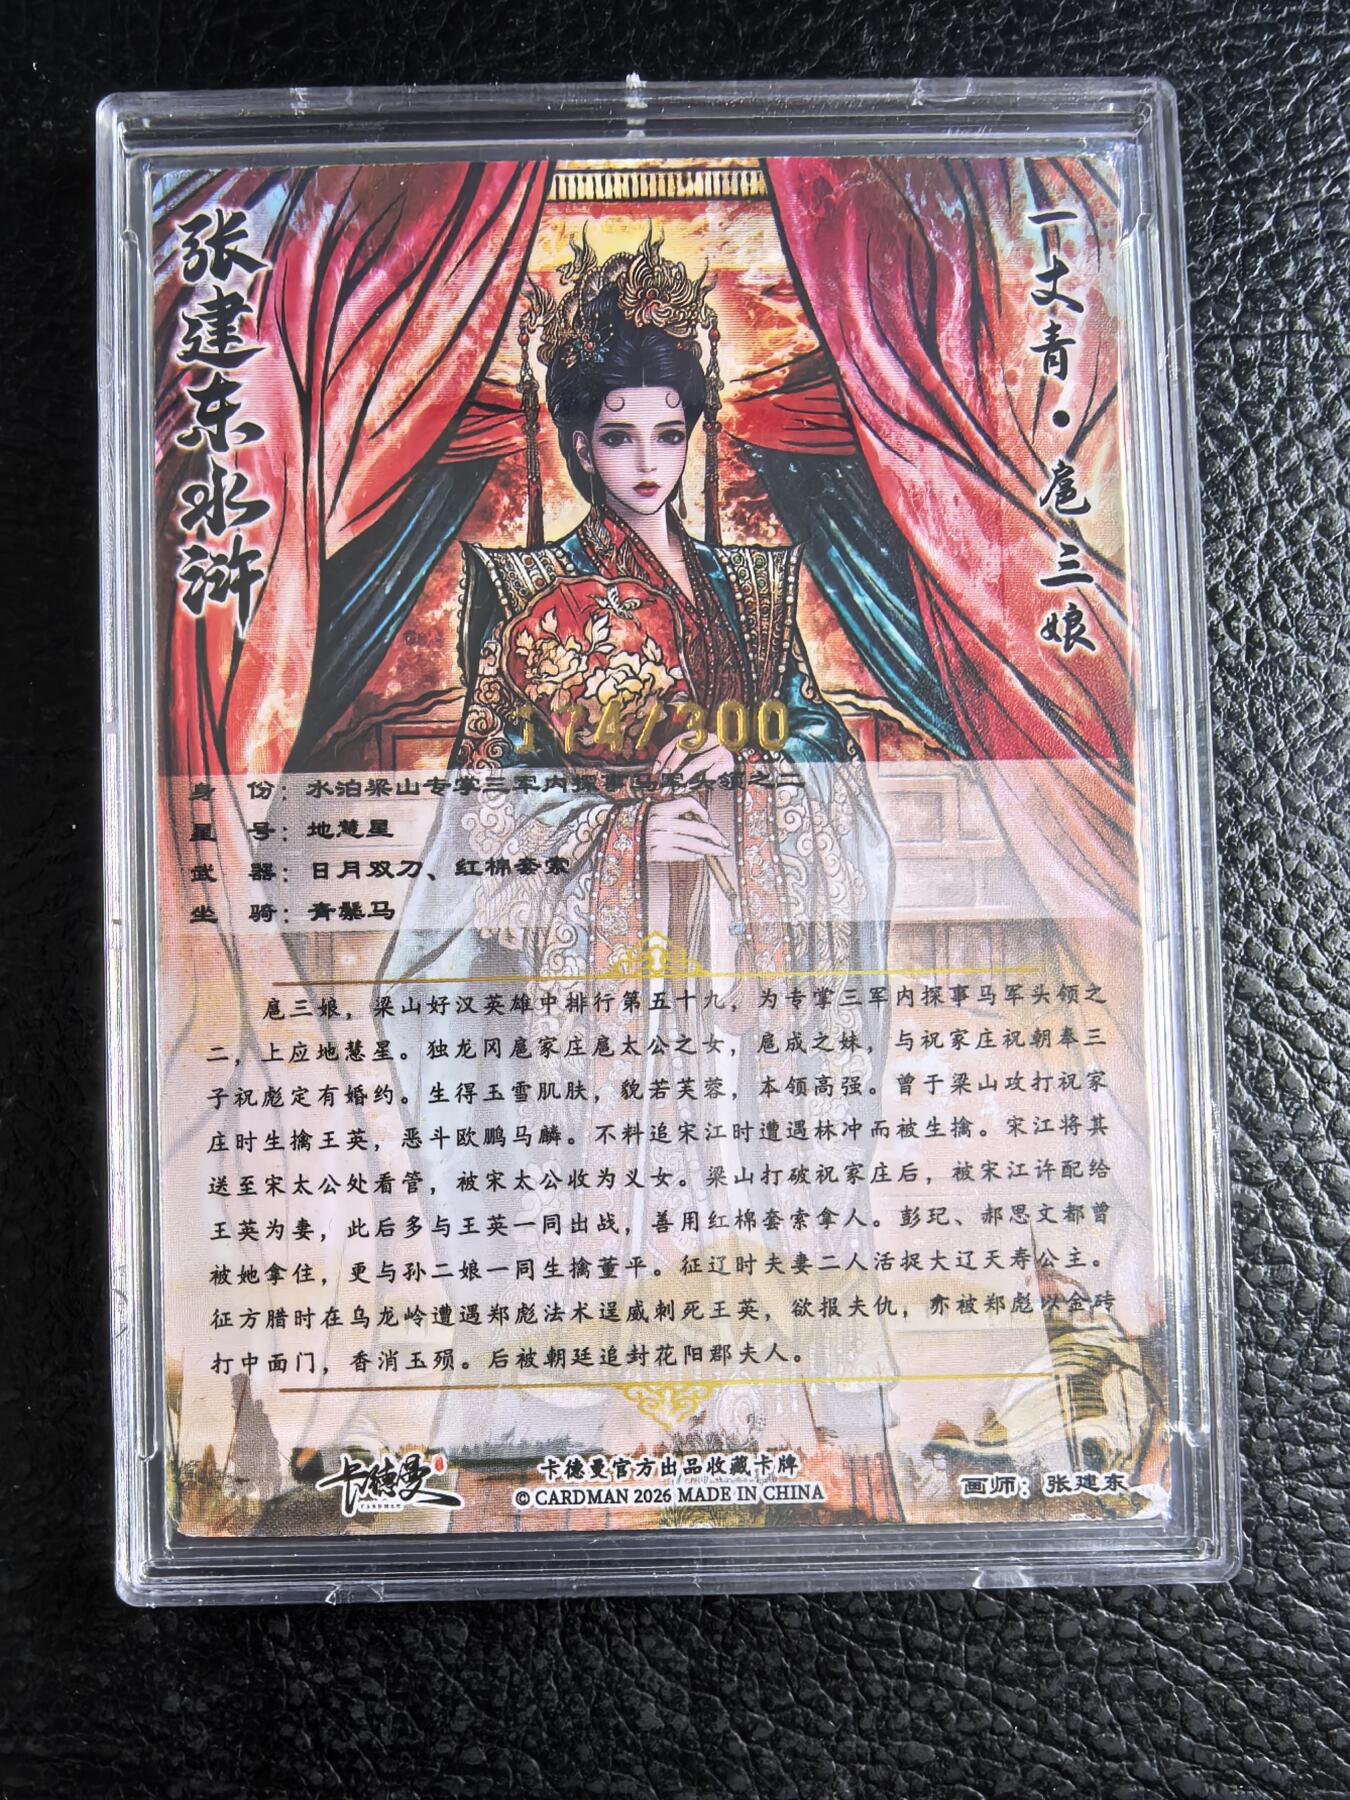 张建东水浒
一丈青·扈三娘
174/300
身 份：水泊梁山专掌三军内探事马军头领之二
星 号：地慧星
武 器：日月双刀、红棉套索
坐 骑：青鬃马
扈三娘，梁山好汉英雄中排行第五十九，为专掌三军内探事马军头领之
二，上应地慧星。独龙冈扈家庄扈太公之女，扈成之妹，与祝家庄祝朝奉三
子祝彪定有婚约。生得玉雪肌肤，貌若芙蓉，本领高强。曾于梁山攻打祝家
庄时生擒王英，恶斗欧鹏马麟。不料追宋江时遭遇林冲而被生擒。宋江将其
送至宋太公处看管，被宋太公收为义女。梁山打破祝家庄后，被宋江许配给
王英为妻，此后多与王英一同出战，善用红棉套索拿人。彭玘、郝思文都曾
被她拿住，更与孙二娘一同生擒董平。征辽时夫妻二人活捉大辽天寿公主。
征方腊时在乌龙岭遭遇郑彪法术逞威刺死王英，欲报夫仇，亦被郑彪以金砖
打中面门，香消玉殒。后被朝廷追封花阳郡夫人。
卡德曼
CARDMAN
卡德曼官方出品收藏卡牌
© CARDMAN 2026 MADE IN CHINA
画师：张建东